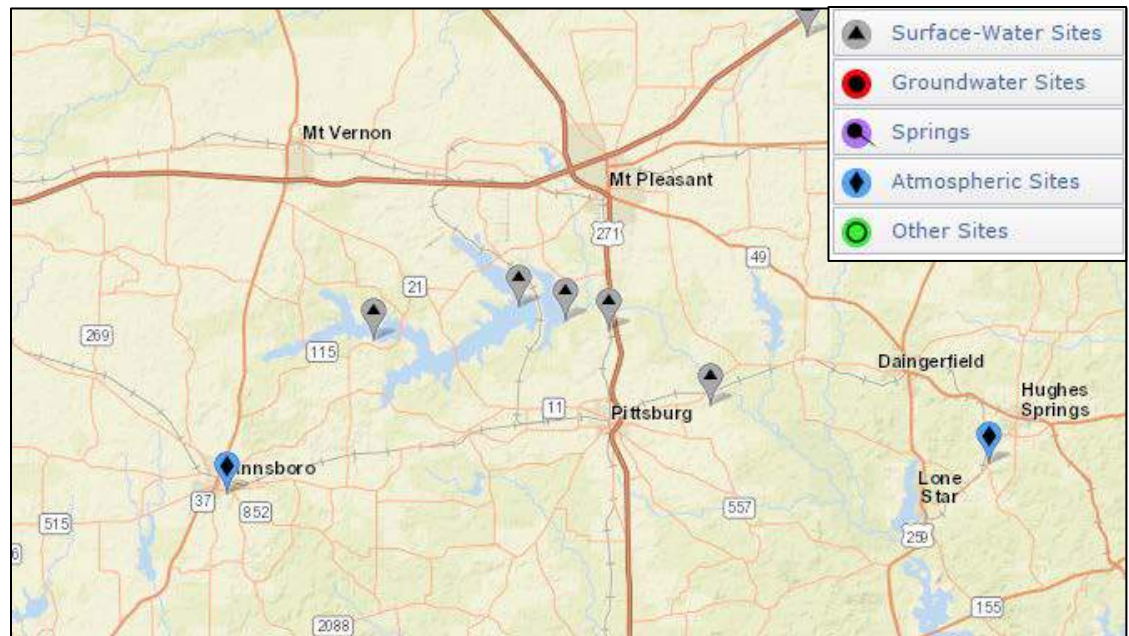 Surface-Water Sites
Groundwater Sites
Springs
Atmospheric Sites
Other Sites
Mt Vernon
Mt Pleasant
271
49
21
269
115
Daingerfield
Hughes
Springs
11
Pittsburg
nnsboro
Lone
Star
37
852
557
515
259
6
155
2088